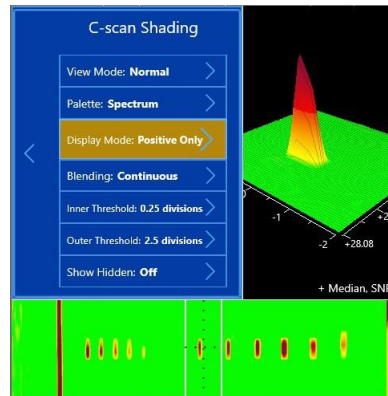 C-scan Shading
View Mode: Normal
Palette: Spectrum
Display Mode: Positive Only
Blending: Continuous
Inner Threshold: 0.25 divisions
Outer Threshold: 2.5 divisions
Show Hidden: Off
-1
-2
+28.08
+ Median, SNR